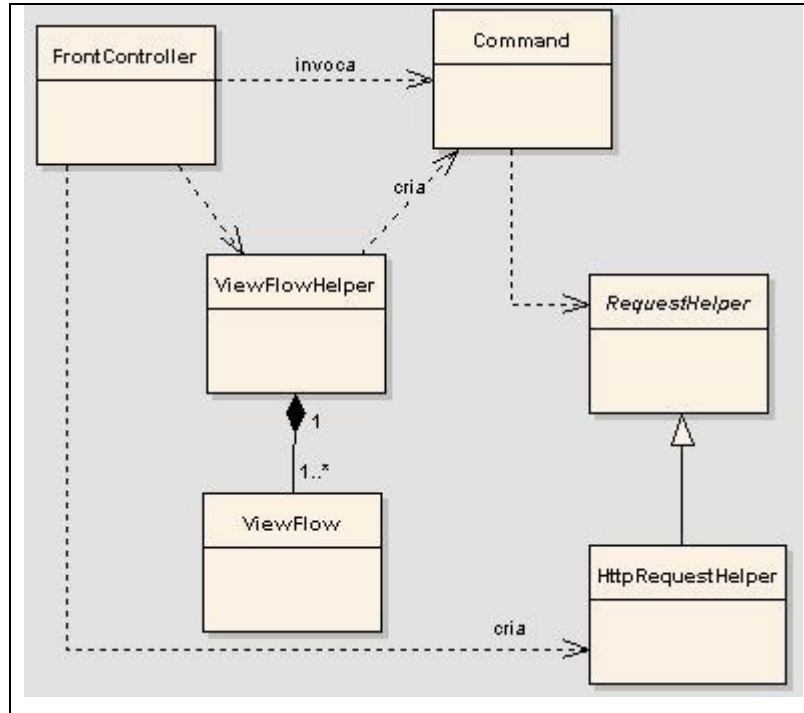 FrontController
Command
invoca
cria
ViewFlowHelper
RequestHelper
1
1..*
ViewFlow
HttpRequestHelper
cria